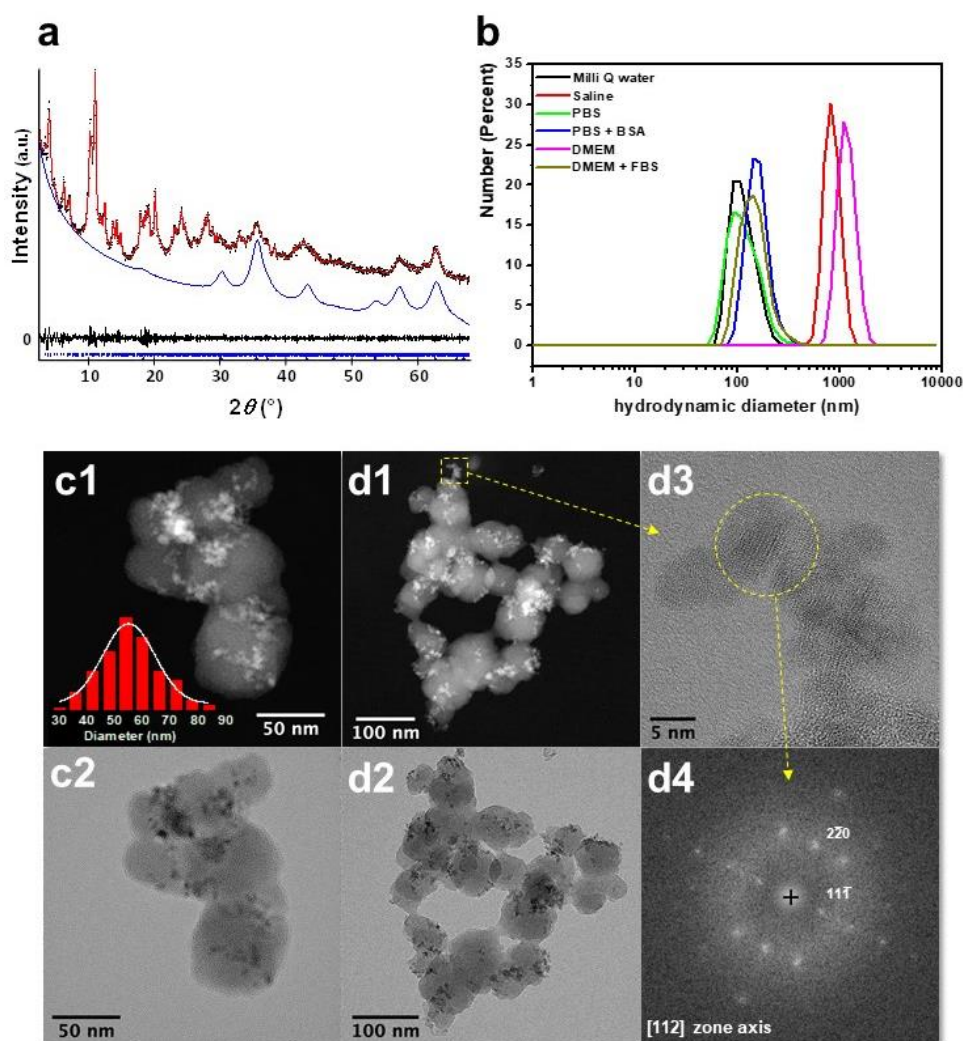 a
Intensity (a.u.)
0
10 20 30 40 50 60
2θ (°)
b
Number (Percent)
35
30
25
20
15
10
5
0
Milli Q water
Saline
PBS
PBS + BSA
DMEM
DMEM + FBS
1 10 100 1000 10000
hydrodynamic diameter (nm)
c1
30 40 50 60 70 80 90
Diameter (nm)
50 nm
d1
100 nm
d3
5 nm
c2
50 nm
d2
100 nm
d4
22̄0
111̄
[112] zone axis